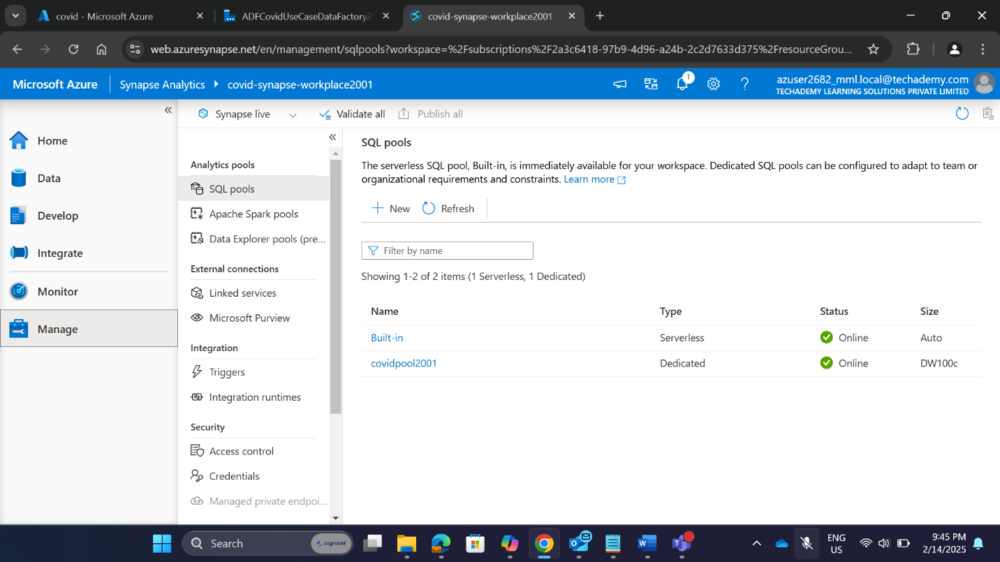 covid - Microsoft Azure
ADFCovidUseCaseDataFactory2
covid-synapse-workplace2001 -
web.azuresynapse.net/en/management/sqlpools?workspace=%2Fsubscriptions%2F2a3c6418-97b9-4d96-a24b-2c2d7633d375%2FresourceGrou...
Microsoft Azure
Synapse Analytics
covid-synapse-workplace2001
1
azuser2682_mml.local@techademy.com
TECHADEMY LEARNING SOLUTIONS PRIVATE LIMITED
Synapse live
Validate all
Publish all
Home
Data
Develop
Integrate
Monitor
Manage
Analytics pools
SQL pools
Apache Spark pools
Data Explorer pools (pre...
External connections
Linked services
Microsoft Purview
Integration
Triggers
Integration runtimes
Security
Access control
Credentials
Managed private endpoi...
SQL pools
The serverless SQL pool, Built-in, is immediately available for your workspace. Dedicated SQL pools can be configured to adapt to team or
organizational requirements and constraints. Learn more
New
Refresh
Filter by name
Showing 1-2 of 2 items (1 Serverless, 1 Dedicated)
Name Type Status Size
Built-in Serverless Online Auto
covidpool2001 Dedicated Online DW100c
Search
cognizant
ENG
US
9:45 PM
2/14/2025